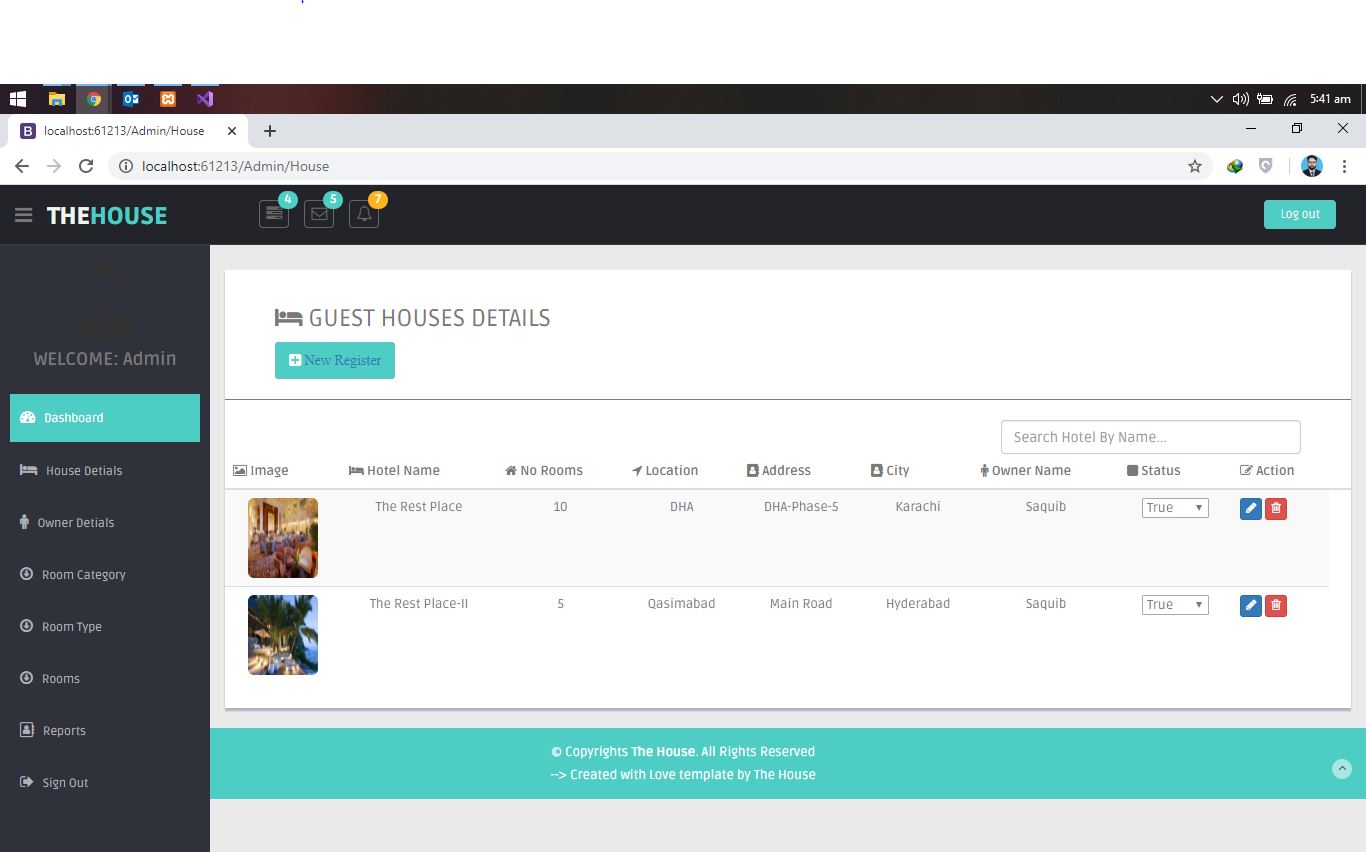 5:41 am
localhost:61213/Admin/House
localhost:61213/Admin/House
THEHOUSE
4 5 7
Log out
WELCOME: Admin
Dashboard
House Detials
Owner Detials
Room Category
Room Type
Rooms
Reports
Sign Out
GUEST HOUSES DETAILS
New Register
Search Hotel By Name...
Image Hotel Name No Rooms Location Address City Owner Name Status Action
The Rest Place 10 DHA DHA-Phase-5 Karachi Saquib True
The Rest Place-II 5 Qasimabad Main Road Hyderabad Saquib True
© Copyrights The House. All Rights Reserved
--> Created with Love template by The House